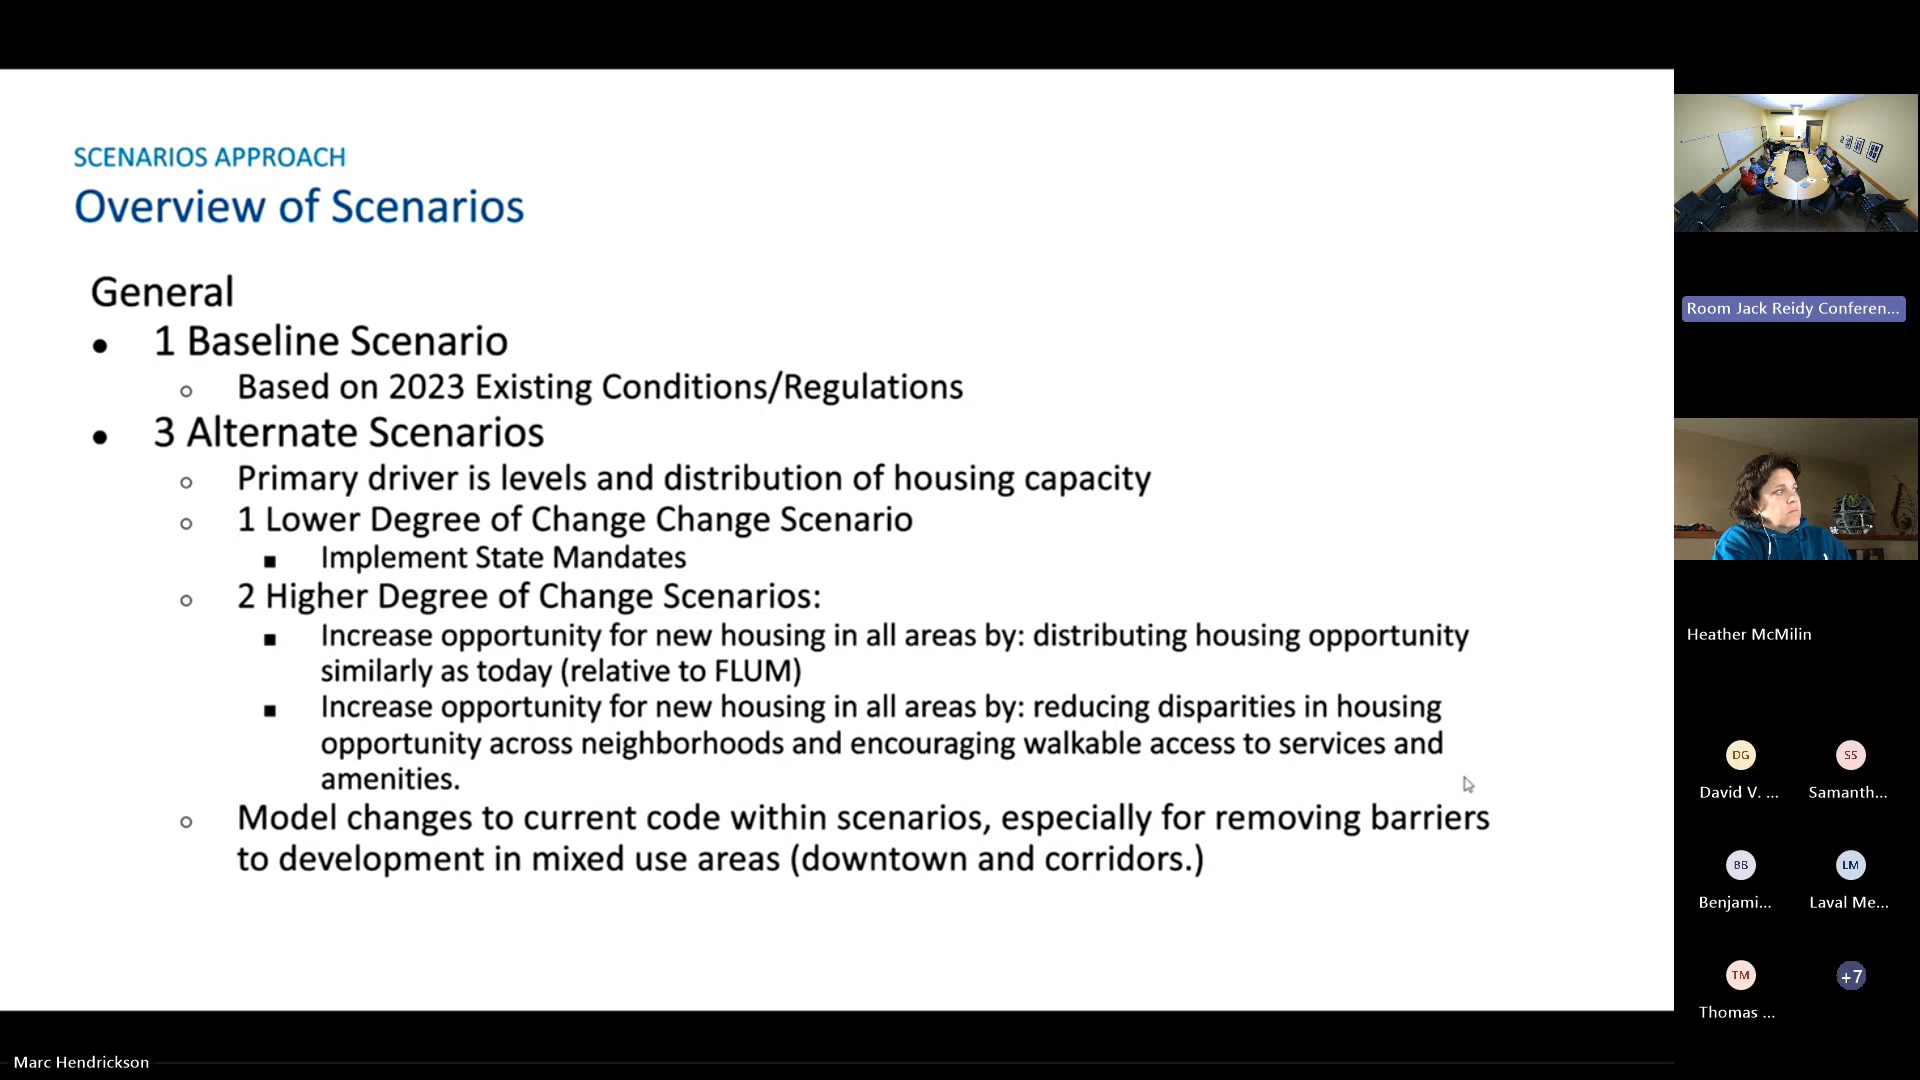 SCENARIOS APPROACH
Overview of Scenarios
General
● 1 Baseline Scenario
○ Based on 2023 Existing Conditions/Regulations
● 3 Alternate Scenarios
○ Primary driver is levels and distribution of housing capacity
○ 1 Lower Degree of Change Change Scenario
■ Implement State Mandates
○ 2 Higher Degree of Change Scenarios:
■ Increase opportunity for new housing in all areas by: distributing housing opportunity
similarly as today (relative to FLUM)
■ Increase opportunity for new housing in all areas by: reducing disparities in housing
opportunity across neighborhoods and encouraging walkable access to services and
amenities.
○ Model changes to current code within scenarios, especially for removing barriers
to development in mixed use areas (downtown and corridors.)
Marc Hendrickson
Room Jack Reidy Conferen...
Heather McMilin
DG
David V. ...
SS
Samanth...
BB
Benjami...
LM
Laval Me...
TM
Thomas ...
+7